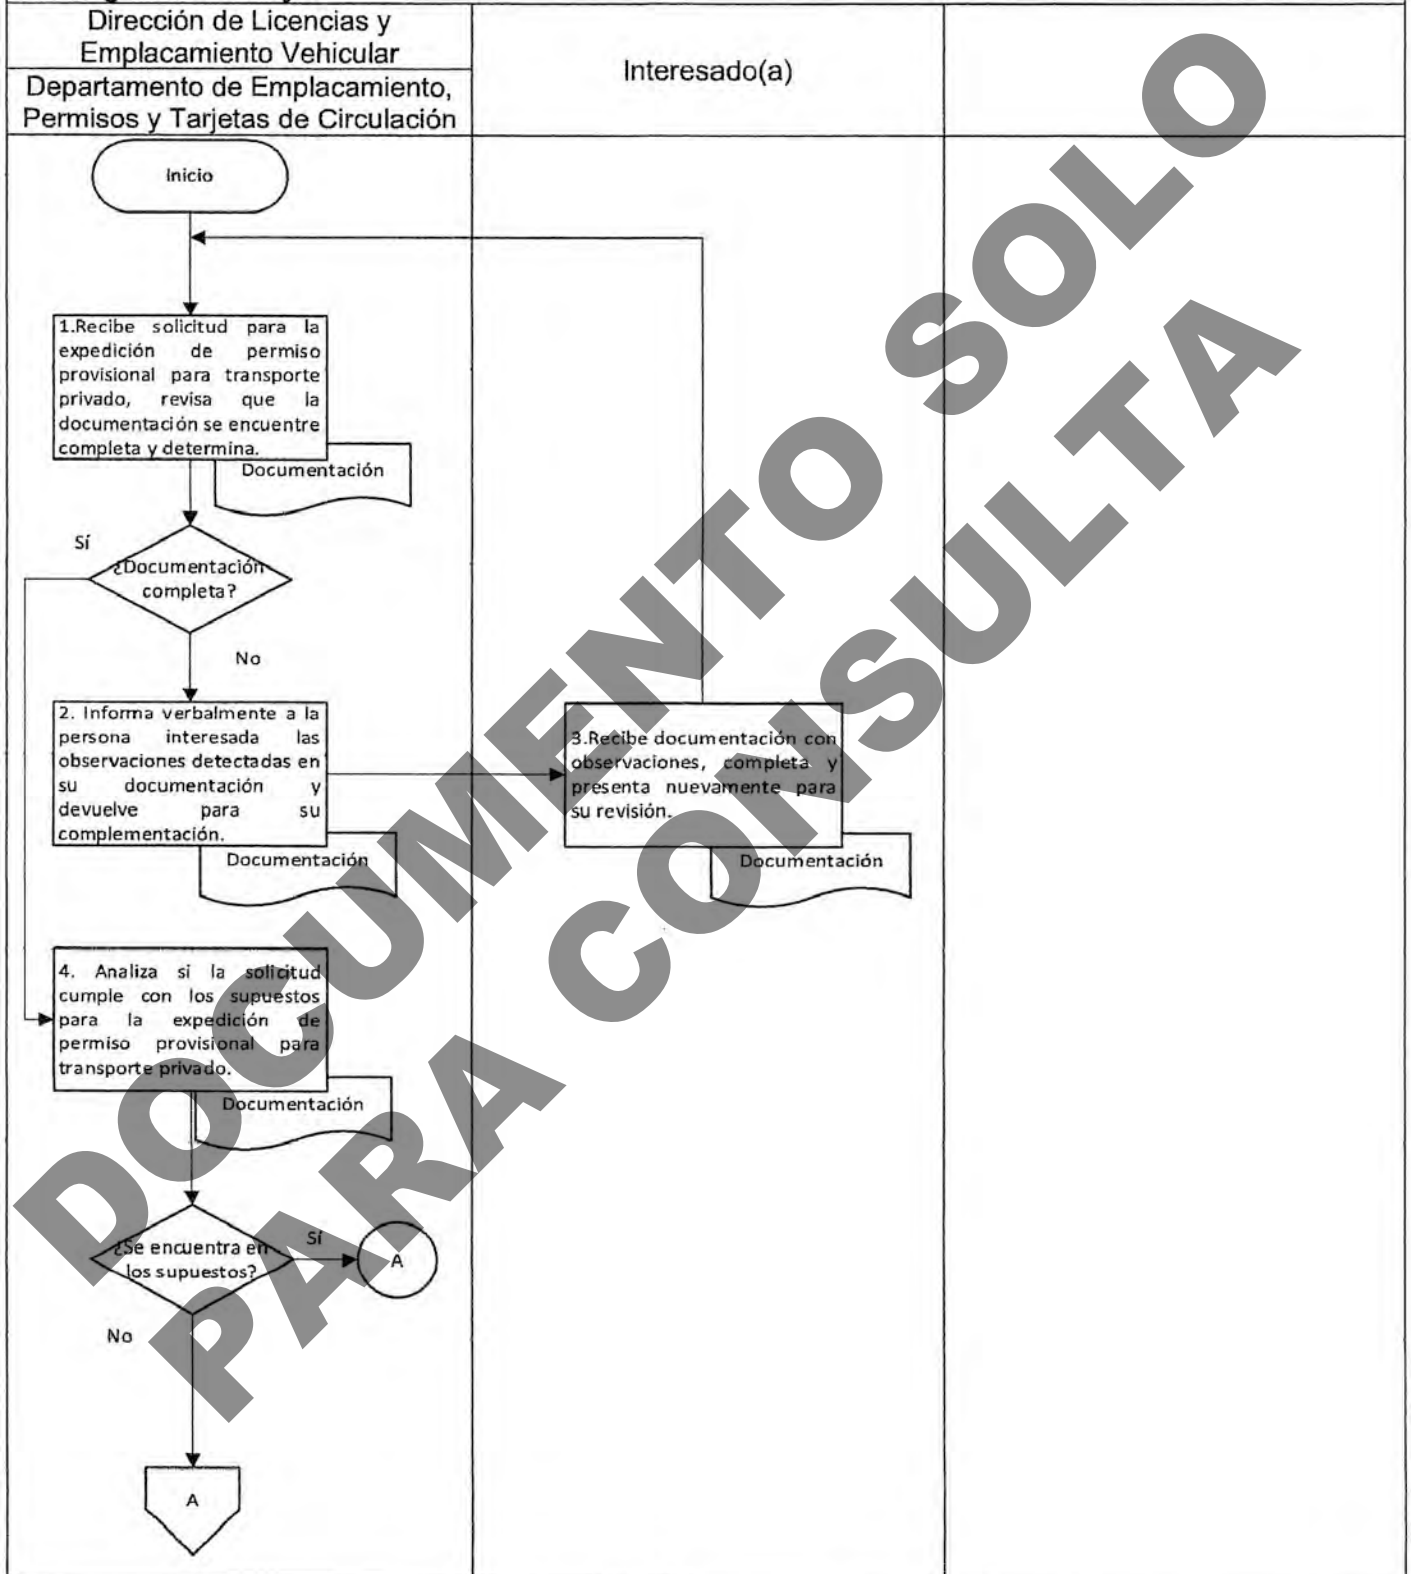 Dirección de Licencias y
Emplacamiento Vehicular
Departamento de Emplacamiento,
Permisos y Tarjetas de Circulación
Interesado(a)
Inicio
1.Recibe solicitud para la
expedición de permiso
provisional para transporte
privado, revisa que la
documentación se encuentre
completa y determina.
Documentación
Sí
¿Documentación
completa?
No
2. Informa verbalmente a la
persona interesada las
observaciones detectadas en
su documentación y
devuelve para su
complementación.
Documentación
3.Recibe documentación con
observaciones, completa y
presenta nuevamente para
su revisión.
Documentación
4. Analiza si la solicitud
cumple con los supuestos
para la expedición de
permiso provisional para
transporte privado.
Documentación
¿Se encuentra en
los supuestos?
Sí
A
No
A
DOCUMENTO SOLO
PARA CONSULTA